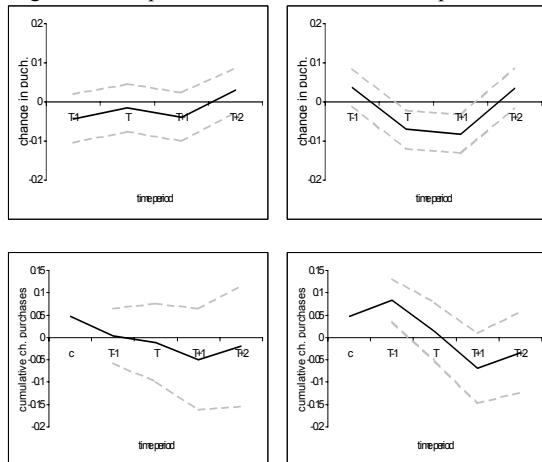 0.2
0.1
0
-0.1
-0.2
T-1 T T+1 T+2
change in puch.
time period
0.2
0.1
0
-0.1
-0.2
T-1 T T+1 T+2
change in puch.
time period
0.15
0.1
0.05
0
-0.05
-0.1
-0.15
-0.2
c T-1 T T+1 T+2
cumulative ch. purchases
time period
0.15
0.1
0.05
0
-0.05
-0.1
-0.15
-0.2
c T-1 T T+1 T+2
cumulative ch. purchases
time period